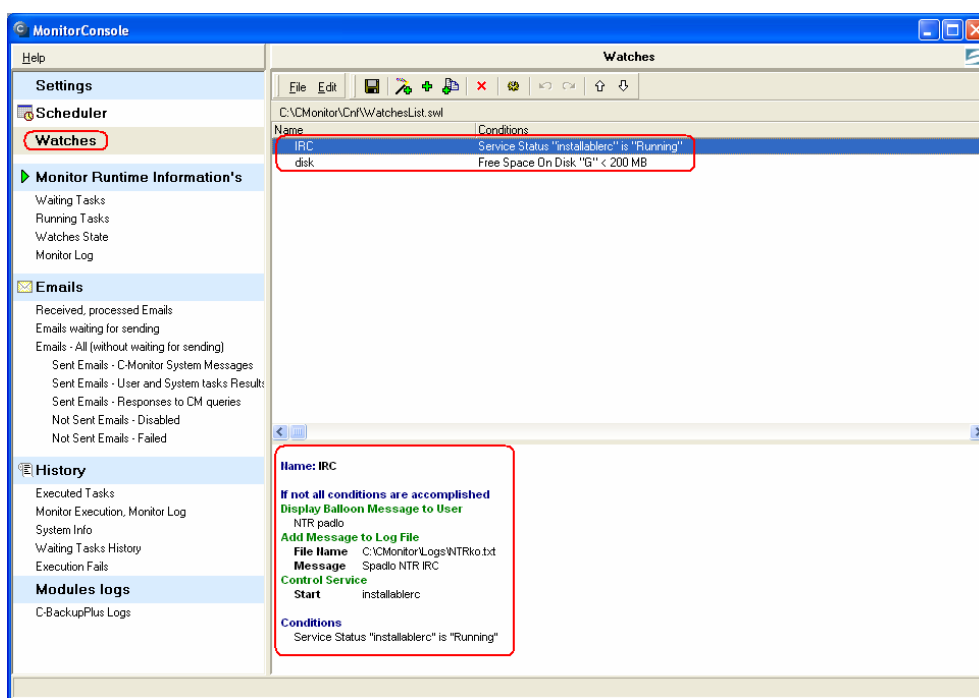 MonitorConsole
Help
Watches
Settings
Scheduler
Watches
Monitor Runtime Information's
Waiting Tasks
Running Tasks
Watches State
Monitor Log
Emails
Received, processed Emails
Emails waiting for sending
Emails - All (without waiting for sending)
Sent Emails - C-Monitor System Messages
Sent Emails - User and System tasks Results
Sent Emails - Responses to CM queries
Not Sent Emails - Disabled
Not Sent Emails - Failed
History
Executed Tasks
Monitor Execution, Monitor Log
System Info
Waiting Tasks History
Execution Fails
Modules logs
C-BackupPlus Logs
File Edit
C:\CMonitor\Cnf\WatchesList.swl
Name Conditions
IRC Service Status "installablerc" is "Running"
disk Free Space On Disk "G" < 200 MB
Name: IRC
If not all conditions are accomplished
Display Balloon Message to User
NTR padlo
Add Message to Log File
File Name C:\CMonitor\Logs\NTRko.txt
Message Spadlo NTR IRC
Control Service
Start installablerc
Conditions
Service Status "installablerc" is "Running"